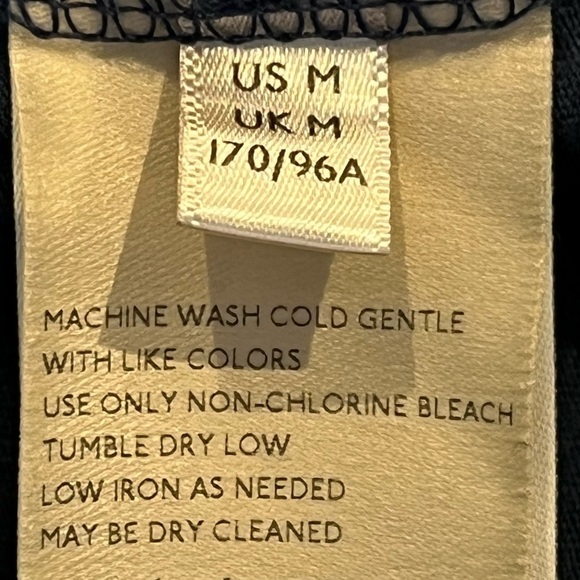 US M
UK M
170/96A
MACHINE WASH COLD GENTLE
WITH LIKE COLORS
USE ONLY NON-CHLORINE BLEACH
TUMBLE DRY LOW
LOW IRON AS NEEDED
MAY BE DRY CLEANED